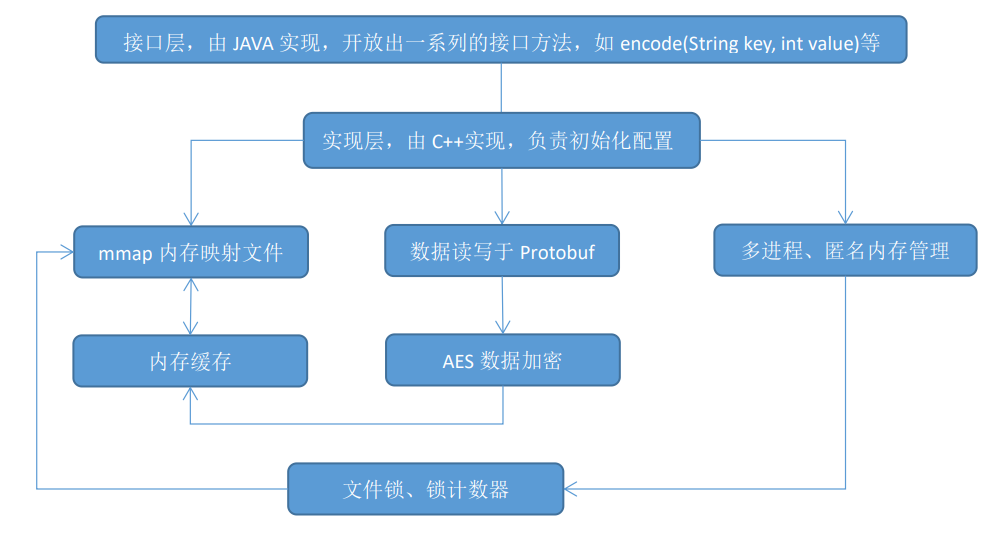 接口层，由 JAVA 实现，开放出一系列的接口方法，如 encode(String key, int value)等
实现层，由 C++实现，负责初始化配置
mmap 内存映射文件
数据读写于 Protobuf
多进程、匿名内存管理
内存缓存
AES 数据加密
文件锁、锁计数器